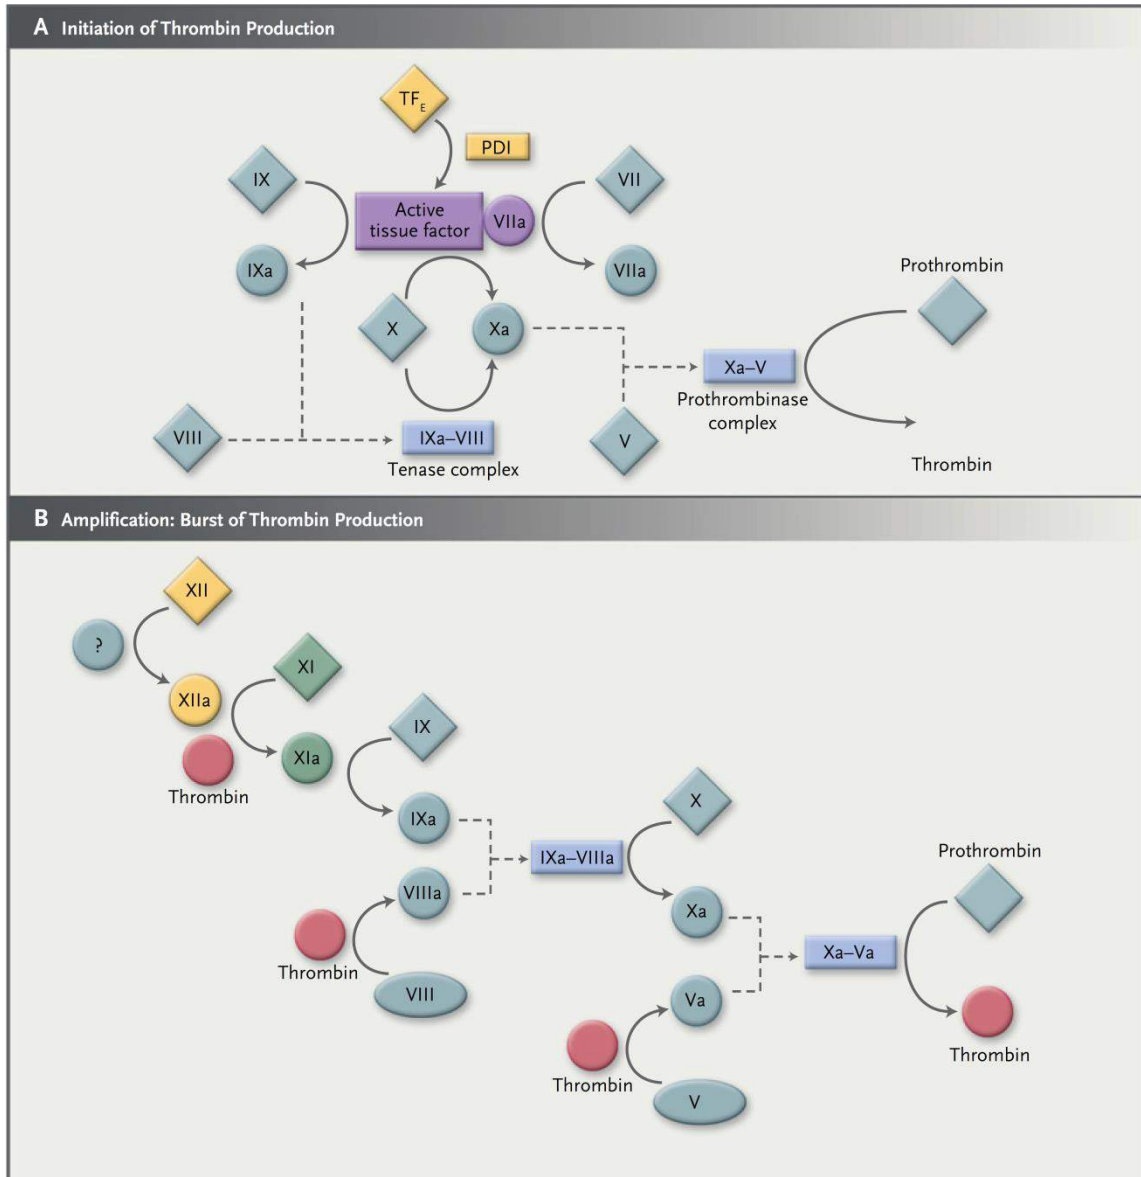 A Initiation of Thrombin Production
TF_E
PDI
IX
VII
Active
tissue factor
VIIa
IXa
VIIa
Prothrombin
X
Xa
Xa–V
Prothrombinase
complex
VIII
IXa–VIII
Tenase complex
V
Thrombin
B Amplification: Burst of Thrombin Production
XII
?
XI
XIIa
Thrombin
XIa
IX
IXa
X
IXa–VIIIa
VIIIa
Prothrombin
Xa
Thrombin
VIII
Xa–Va
Va
Thrombin
V
Thrombin